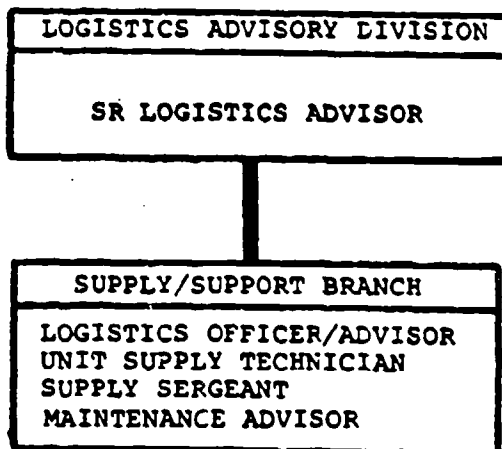 LOGISTICS ADVISORY DIVISION
SR LOGISTICS ADVISOR
SUPPLY/SUPPORT BRANCH
LOGISTICS OFFICER/ADVISOR
UNIT SUPPLY TECHNICIAN
SUPPLY SERGEANT
MAINTENANCE ADVISOR